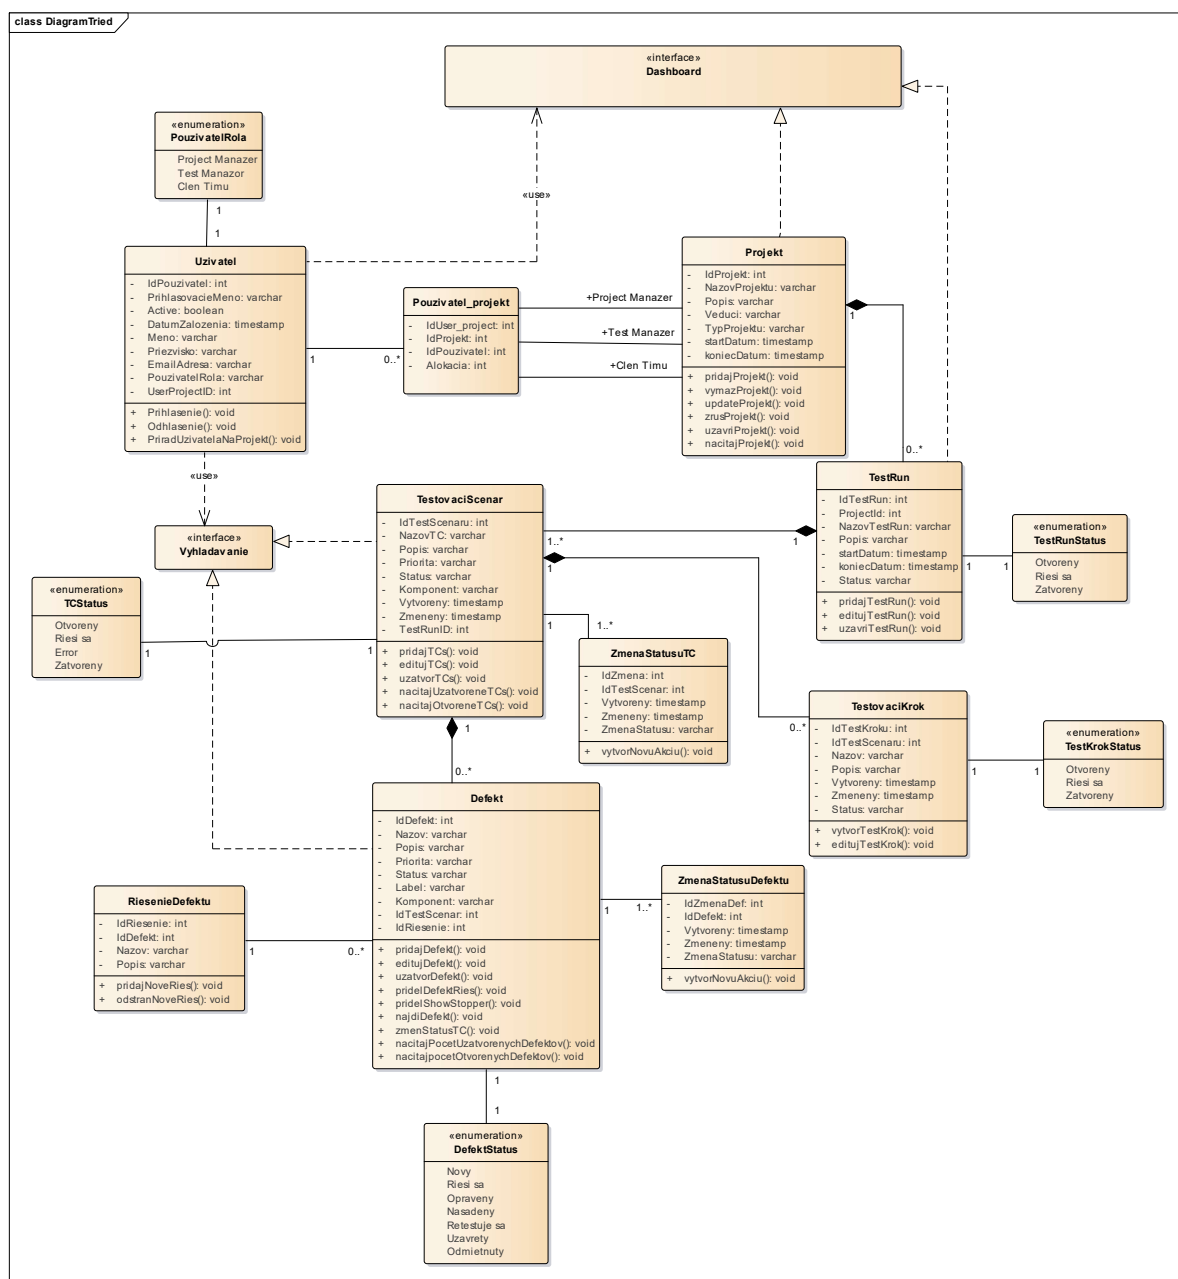 class DiagramTried
«interface»
Dashboard
«enumeration»
PouzivatelRola
Project Manazer
Test Manazor
Clen Timu
1
1
«use»
Uzivatel
- IdPouzivatel: int
- PrihlasovacieMeno: varchar
- Active: boolean
- DatumZalozenia: timestamp
- Meno: varchar
- Priezvisko: varchar
- EmailAdresa: varchar
- PouzivatelRola: varchar
- UserProjectID: int
+ Prihlasenie(): void
+ Odhlasenie(): void
+ PriradUzivatelaNaProjekt(): void
1
0..*
Pouzivatel_projekt
- IdUser_project: int
- IdProjekt: int
- IdPouzivatel: int
- Alokacia: int
+Project Manazer
+Test Manazer
+Clen Timu
Projekt
- IdProjekt: int
- NazovProjektu: varchar
- Popis: varchar
- Veduci: varchar
- TypProjektu: varchar
- startDatum: timestamp
- koniecDatum: timestamp
+ pridajProjekt(): void
+ vymazProjekt(): void
+ updateProjekt(): void
+ zrusProjekt(): void
+ uzavriProjekt(): void
+ nacitajProjekt(): void
1
0..*
«use»
«interface»
Vyhladavanie
TestovaciScenar
- IdTestScenaru: int
- NazovTC: varchar
- Popis: varchar
- Priorita: varchar
- Status: varchar
- Komponent: varchar
- Vytvoreny: timestamp
- Zmeneny: timestamp
- TestRunID: int
+ pridajTCs(): void
+ editujTCs(): void
+ uzatvorTCs(): void
+ nacitajUzatvoreneTCs(): void
+ nacitajOtvoreneTCs(): void
1..*
1
1
TestRun
- IdTestRun: int
- ProjectId: int
- NazovTestRun: varchar
- Popis: varchar
- startDatum: timestamp
- koniecDatum: timestamp
- Status: varchar
+ pridajTestRun(): void
+ editujTestRun(): void
+ uzavriTestRun(): void
1
1
«enumeration»
TestRunStatus
Otvoreny
Riesi sa
Zatvoreny
«enumeration»
TCStatus
Otvoreny
Riesi sa
Error
Zatvoreny
1
1
1
1..*
ZmenaStatusuTC
- IdZmena: int
- IdTestScenar: int
- Vytvoreny: timestamp
- Zmeneny: timestamp
- ZmenaStatusu: varchar
+ vytvorNovuAkciu(): void
0..*
TestovaciKrok
- IdTestKroku: int
- IdTestScenaru: int
- Nazov: varchar
- Popis: varchar
- Vytvoreny: timestamp
- Zmeneny: timestamp
- Status: varchar
+ vytvorTestKrok(): void
+ editujTestKrok(): void
1
1
«enumeration»
TestKrokStatus
Otvoreny
Riesi sa
Zatvoreny
1
0..*
Defekt
- IdDefekt: int
- Nazov: varchar
- Popis: varchar
- Priorita: varchar
- Status: varchar
- Label: varchar
- Komponent: varchar
- IdTestScenar: int
- IdRiesenie: int
+ pridajDefekt(): void
+ editujDefekt(): void
+ uzatvorDefekt(): void
+ pridelDefektRies(): void
+ pridelShowStopper(): void
+ najdiDefekt(): void
+ zmenStatusTC(): void
+ nacitajPocetUzatvorenychDefektov(): void
+ nacitajpocetOtvorenychDefektov(): void
1
1..*
ZmenaStatusuDefektu
- IdZmenaDef: int
- IdDefekt: int
- Vytvoreny: timestamp
- Zmeneny: timestamp
- ZmenaStatusu: varchar
+ vytvorNovuAkciu(): void
RiesenieDefektu
- IdRiesenie: int
- IdDefekt: int
- Nazov: varchar
- Popis: varchar
+ pridajNoveRies(): void
+ odstranNoveRies(): void
1
0..*
1
1
«enumeration»
DefektStatus
Novy
Riesi sa
Opraveny
Nasadeny
Retestuje sa
Uzavrety
Odmietnuty